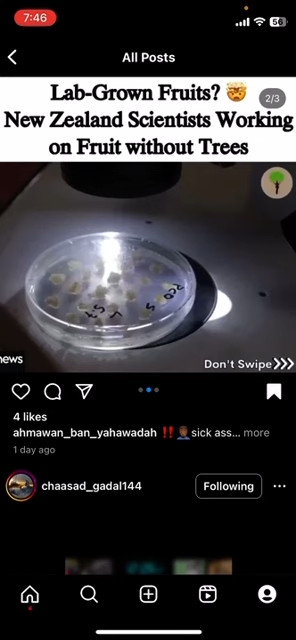 7:46
56
All Posts
Lab-Grown Fruits? 🤯
2/3
New Zealand Scientists Working
on Fruit without Trees
news
Don't Swipe
4 likes
ahmawan_ban_yahawadah ‼️ sick ass... more
1 day ago
chaasad_gadal144
Following